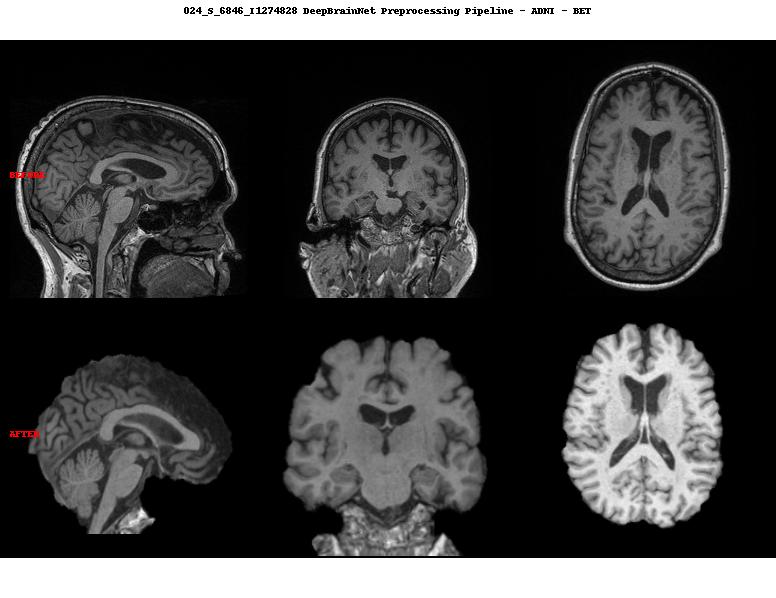 024_S_6846_I1274828 DeepBrainNet Preprocessing Pipeline - ADNI - BET
BEFORE
AFTER